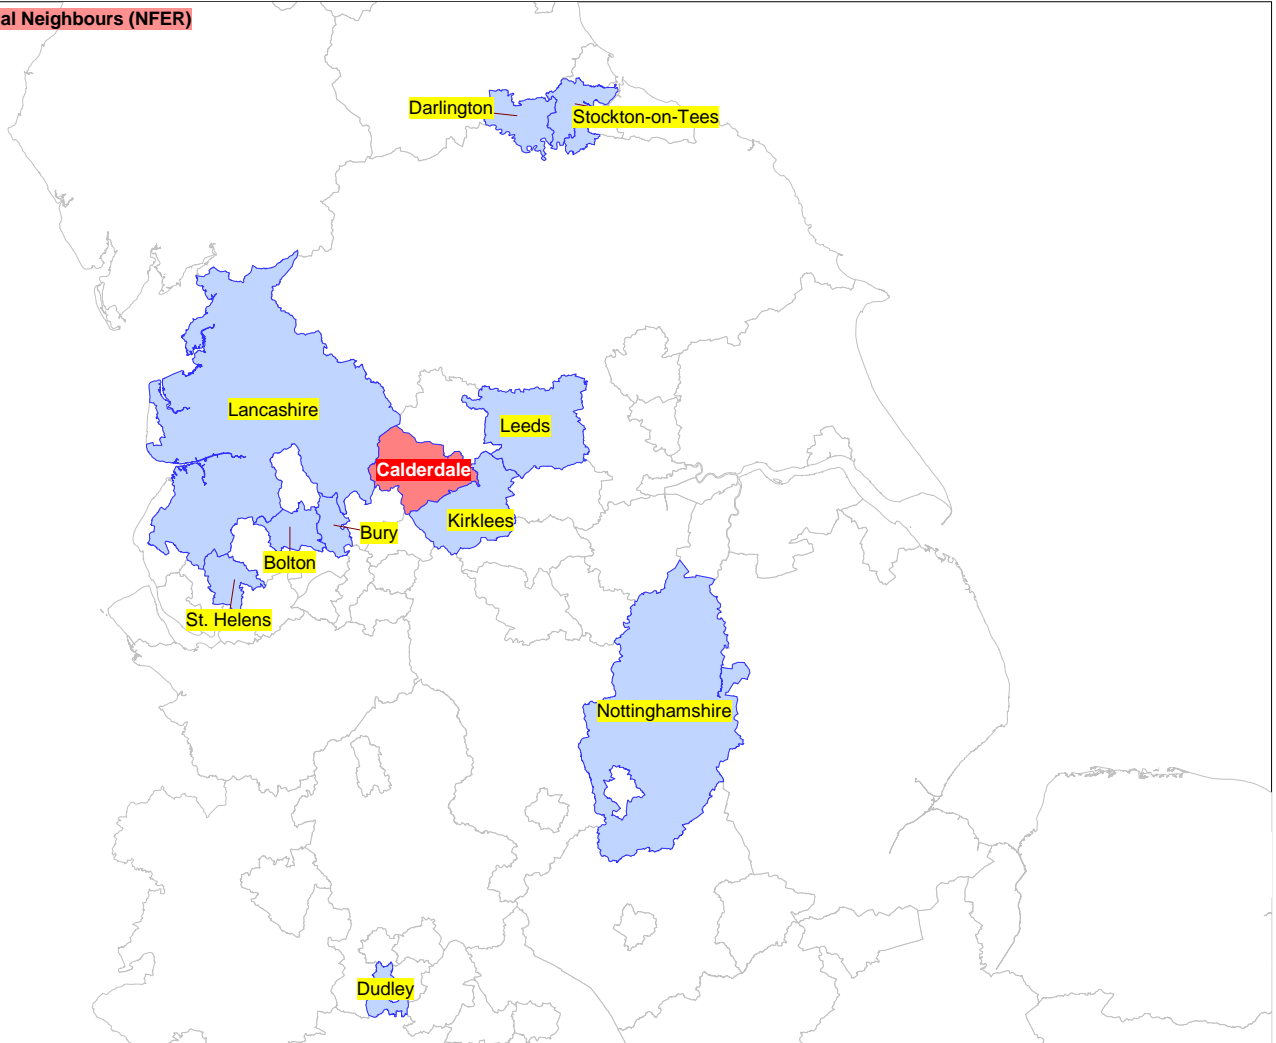 al Neighbours (NFER)
Darlington
Stockton-on-Tees
Lancashire
Leeds
Calderdale
Kirklees
Bury
Bolton
St. Helens
Nottinghamshire
Dudley